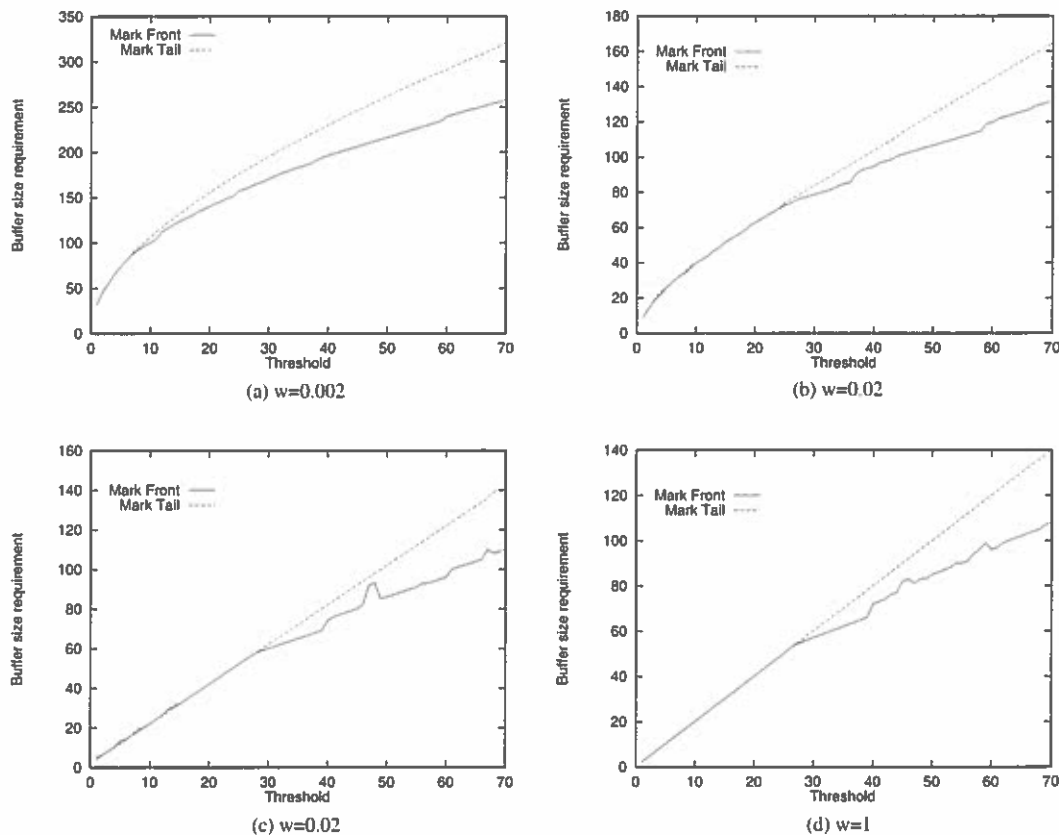 350
300
250
200
150
100
50
0
Buffer size requirement
Mark Front
Mark Tail
0 10 20 30 40 50 60 70
Threshold
(a) w=0.002
180
160
140
120
100
80
60
40
20
0
Buffer size requirement
Mark Front
Mark Tail
0 10 20 30 40 50 60 70
Threshold
(b) w=0.02
160
140
120
100
80
60
40
20
0
Buffer size requirement
Mark Front
Mark Tail
0 10 20 30 40 50 60 70
Threshold
(c) w=0.02
140
120
100
80
60
40
20
0
Buffer size requirement
Mark Front
Mark Tail
0 10 20 30 40 50 60 70
Threshold
(d) w=1